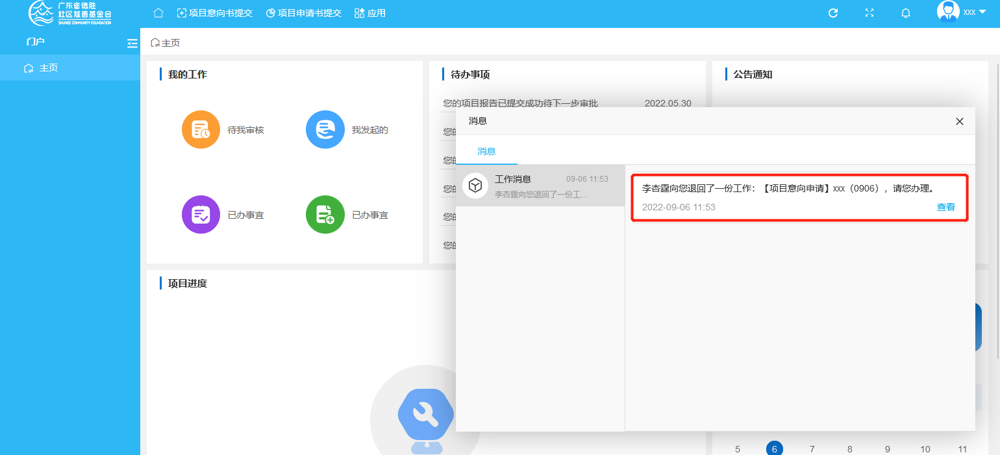 广东省德胜
社区慈善基金会
SHUNDE COMMUNITY FOUNDATION
项目意向书提交 项目申请书提交 应用
xxx
门户
主页
主页
我的工作
待我审核
我发起的
已办事宜
已办事宜
待办事项
您的项目报告已提交成功待下一步审批 2022.05.30
您的
您的
您的
您的
您的
公告通知
消息
消息
工作消息 09-06 11:53
李杏霆向您退回了一份工...
李杏霆向您退回了一份工作：【项目意向申请】xxx（0906），请您办理。
2022-09-06 11:53 查看
项目进度
5 6 7 8 9 10 11